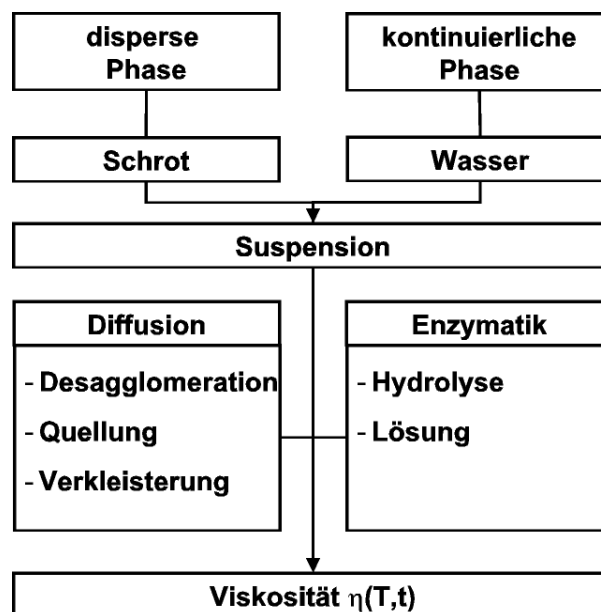 disperse
Phase
kontinuierliche
Phase
Schrot
Wasser
Suspension
Diffusion
- Desagglomeration
- Quellung
- Verkleisterung
Enzymatik
- Hydrolyse
- Lösung
Viskosität η(T,t)